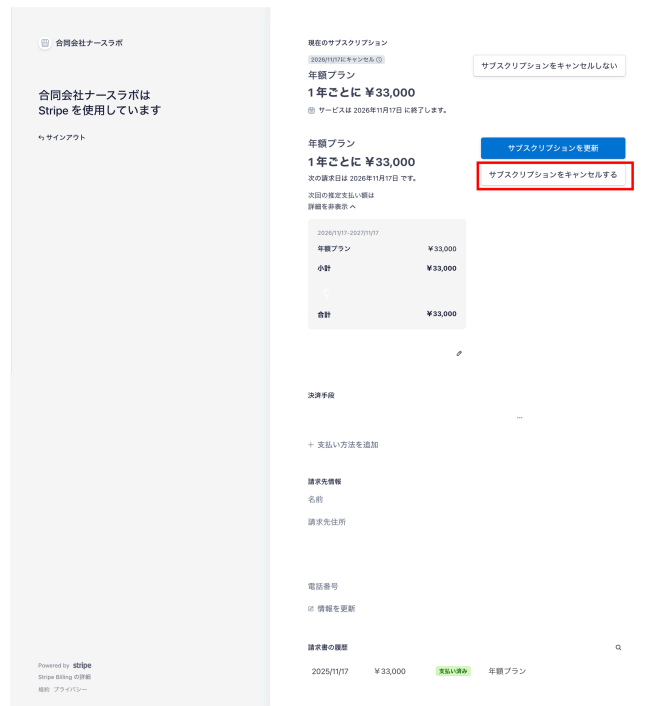 合同会社ナースラボ
合同会社ナースラボは
Stripe を使用しています
サインアウト
Powered by stripe
Stripe Billing の詳細
規約 プライバシー
現在のサブスクリプション
2026/11/17にキャンセル
年額プラン
1 年ごとに ¥33,000
サービスは 2026年11月17日 に終了します。
サブスクリプションをキャンセルしない
年額プラン
1 年ごとに ¥33,000
次の請求日は 2026年11月17日 です。
次回の推定支払い額は
詳細を非表示
サブスクリプションを更新
サブスクリプションをキャンセルする
2026/11/17-2027/11/17
年額プラン ¥33,000
小計 ¥33,000
合計 ¥33,000
決済手段
···
+ 支払い方法を追加
請求先情報
名前
請求先住所
電話番号
情報を更新
請求書の履歴
2025/11/17 ¥33,000 支払い済み 年額プラン